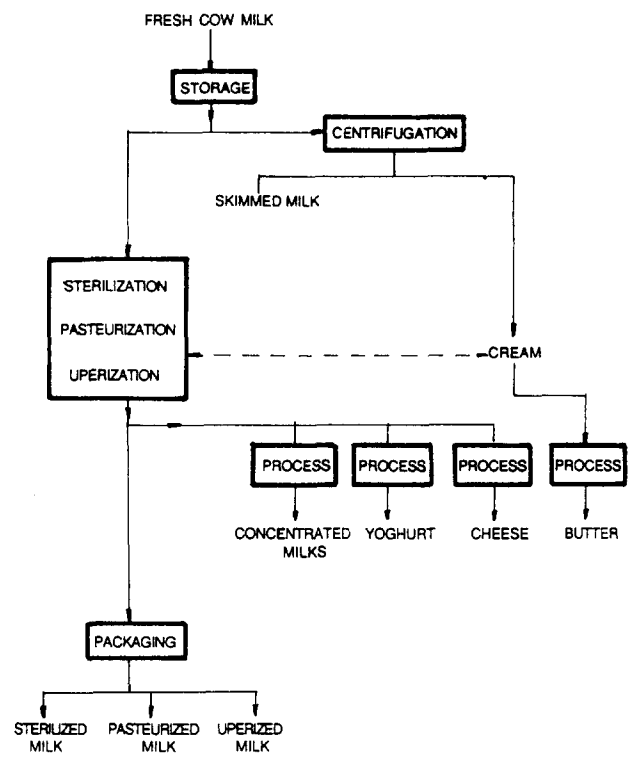 FRESH COW MILK
STORAGE
CENTRIFUGATION
SKIMMED MILK
STERILIZATION
PASTEURIZATION
CREAM
UPERIZATION
PROCESS PROCESS PROCESS PROCESS
CONCENTRATED YOGHURT CHEESE BUTTER
MILKS
PACKAGING
STERILIZED PASTEURIZED UPERIZED
MILK MILK MILK